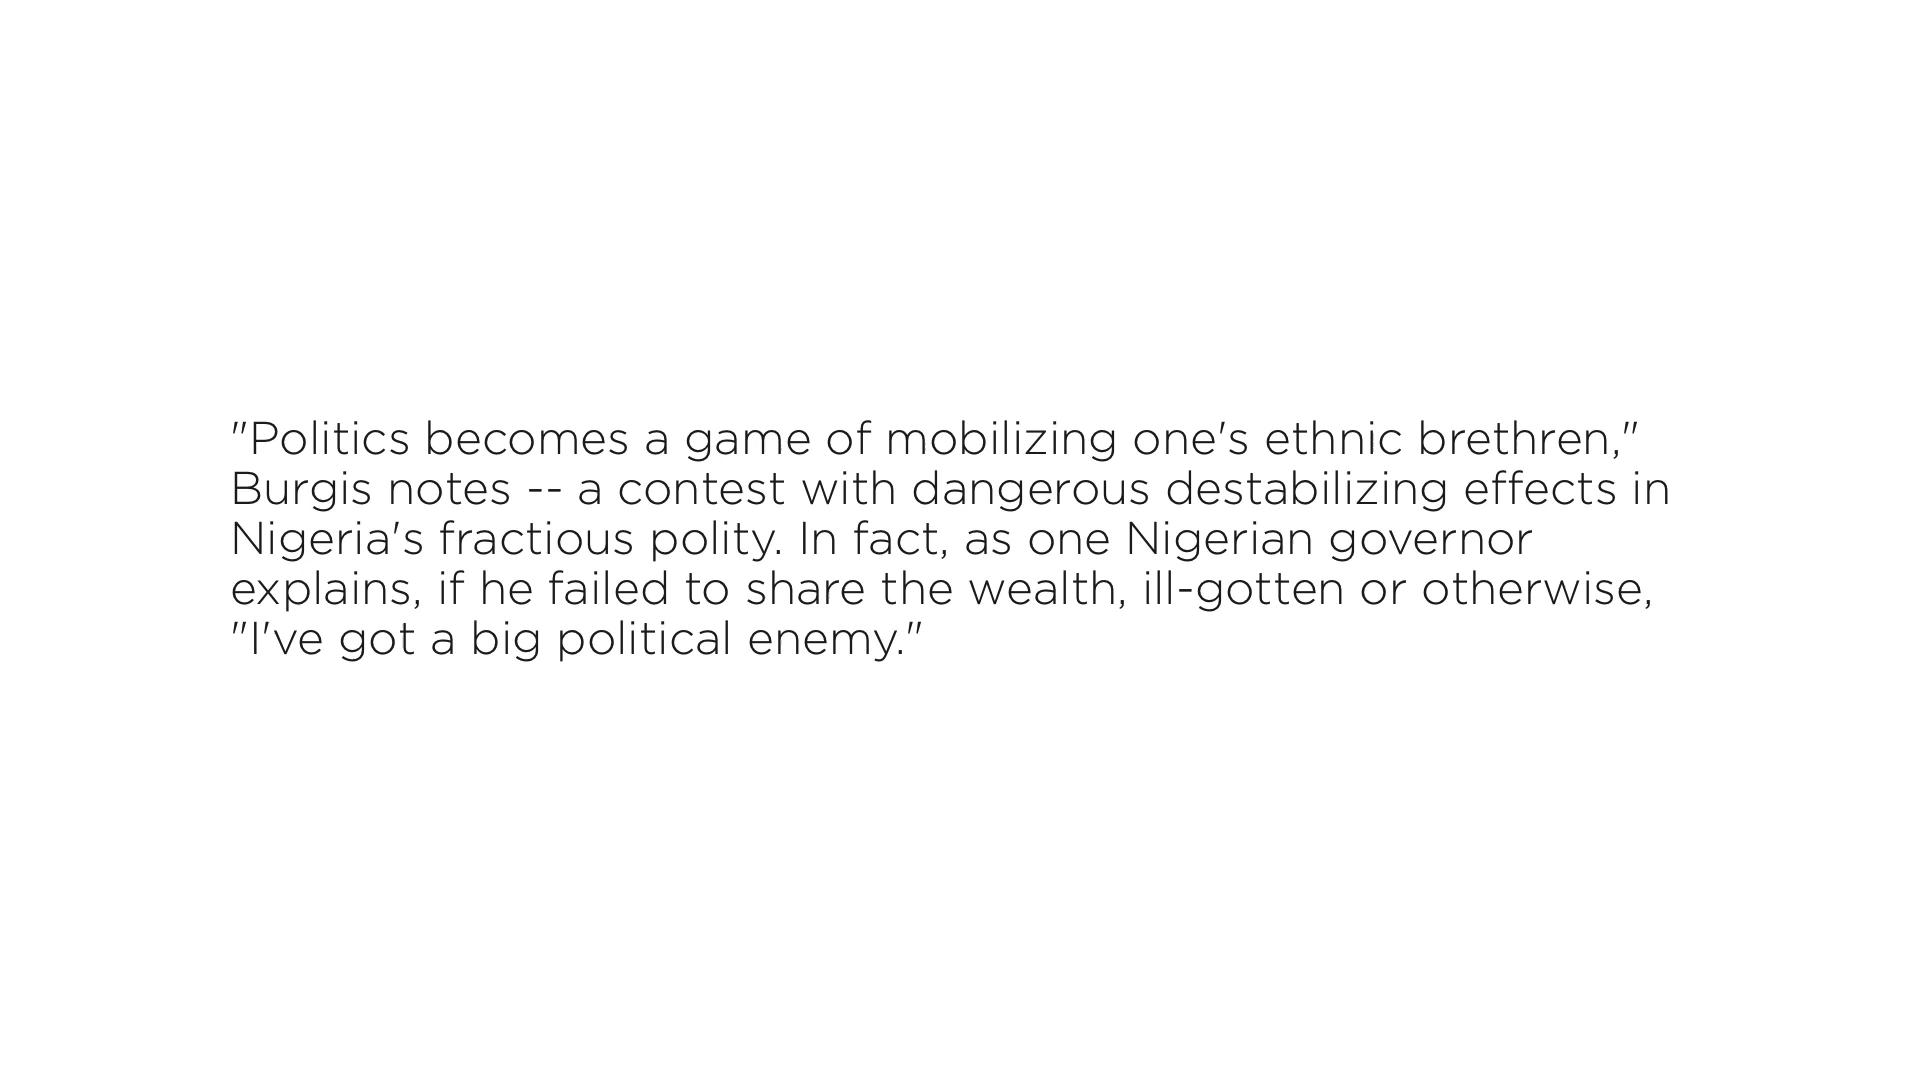 "Politics becomes a game of mobilizing one's ethnic brethren,"
Burgis notes -- a contest with dangerous destabilizing effects in
Nigeria's fractious polity. In fact, as one Nigerian governor
explains, if he failed to share the wealth, ill-gotten or otherwise,
"I've got a big political enemy."